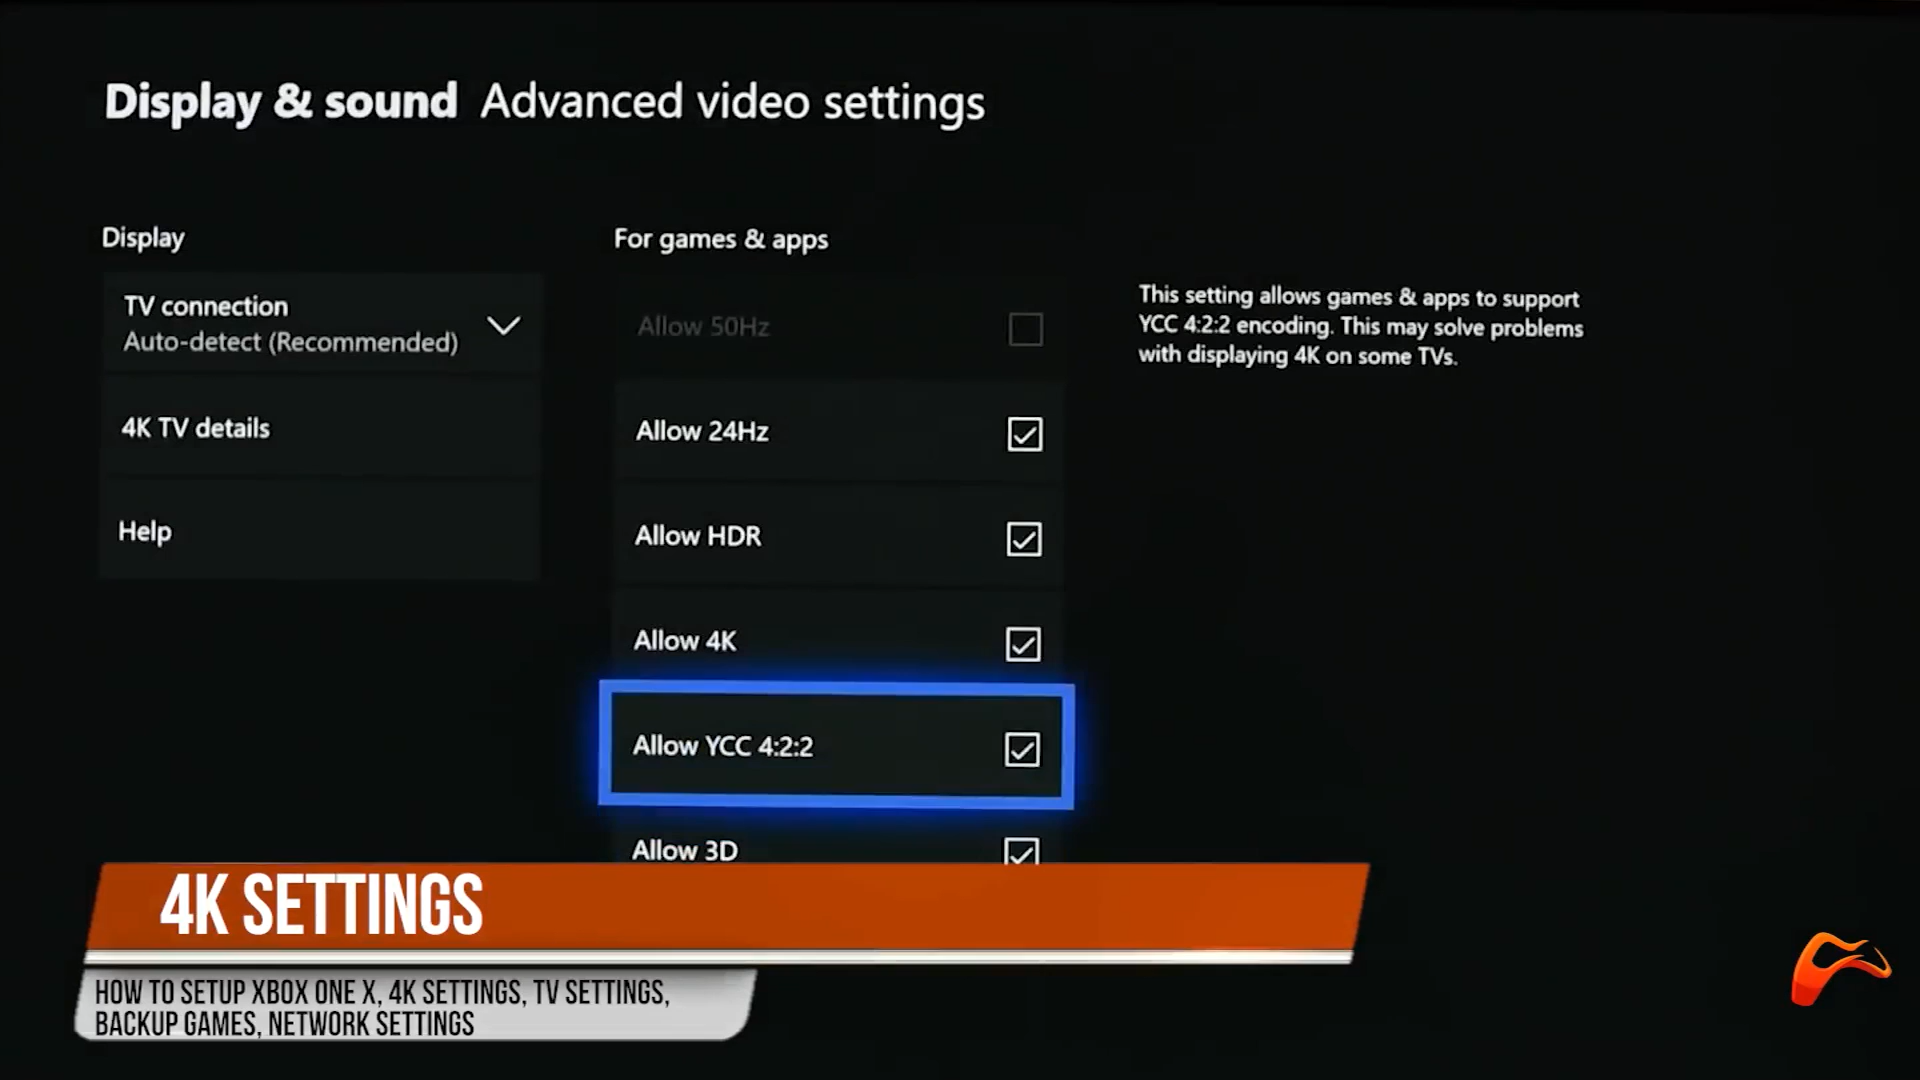 Display & sound Advanced video settings
Display
TV connection
Auto-detect (Recommended)
4K TV details
Help
For games & apps
Allow 50Hz
Allow 24Hz
Allow HDR
Allow 4K
Allow YCC 4:2:2
Allow 3D
This setting allows games & apps to support
YCC 4:2:2 encoding. This may solve problems
with displaying 4K on some TVs.
4K SETTINGS
HOW TO SETUP XBOX ONE X, 4K SETTINGS, TV SETTINGS,
BACKUP GAMES, NETWORK SETTINGS